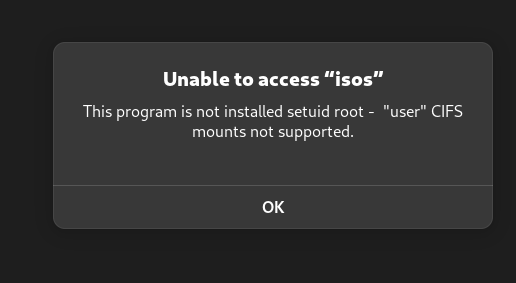 Unable to access “isos”
This program is not installed setuid root -  "user" CIFS
mounts not supported.
OK